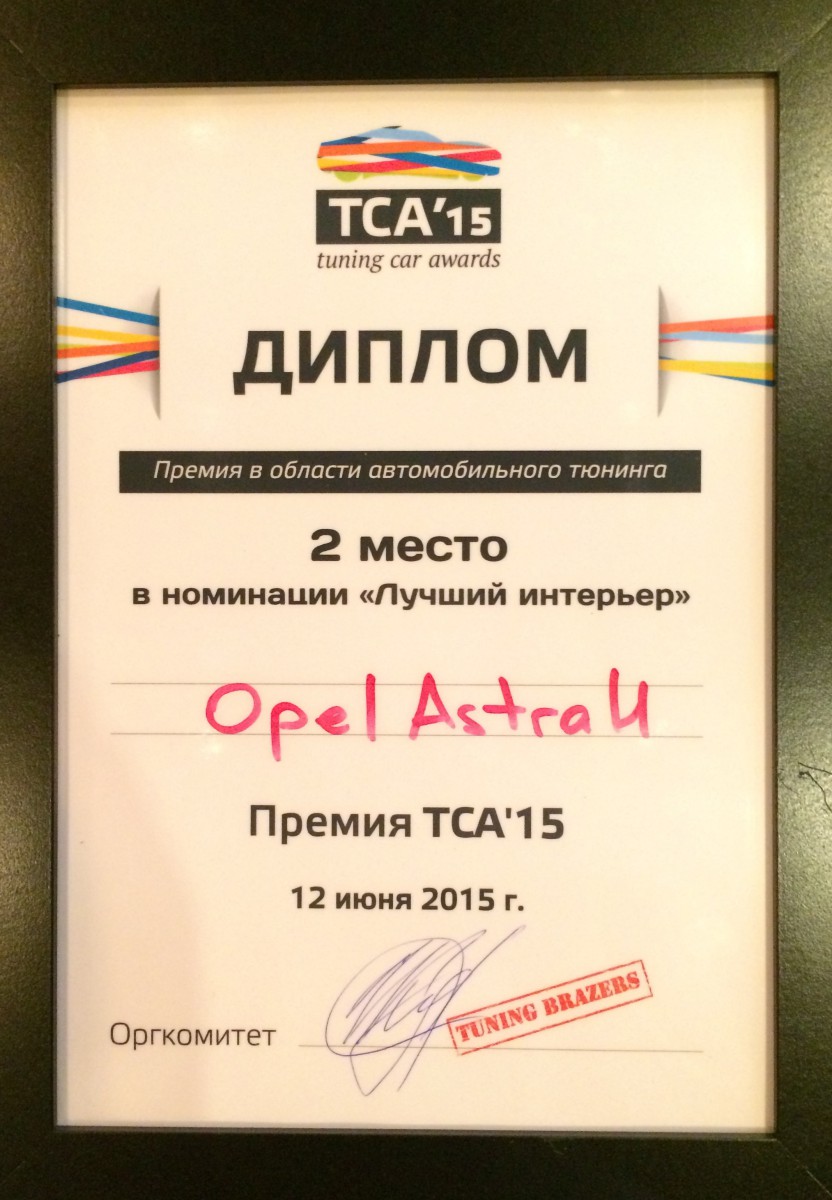 TCA'15
tuning car awards
ДИПЛОМ
Премия в области автомобильного тюнинга
2 место
в номинации «Лучший интерьер»
Opel Astra H
Премия TCA'15
12 июня 2015 г.
Оргкомитет
TUNING BRAZERS